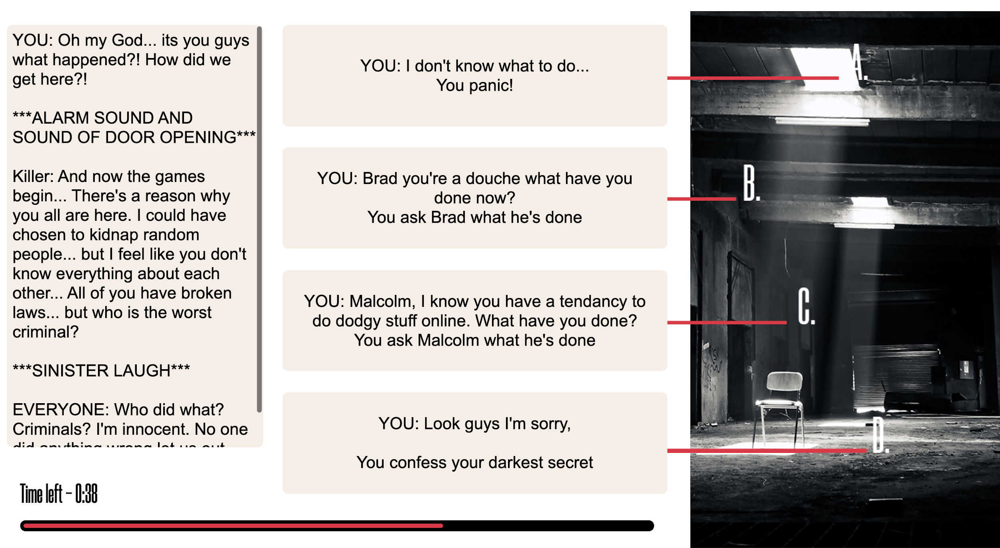 YOU: Oh my God... its you guys
what happened?! How did we
get here?!
***ALARM SOUND AND
SOUND OF DOOR OPENING***
Killer: And now the games
begin... There's a reason why
you all are here. I could have
chosen to kidnap random
people... but I feel like you don't
know everything about each
other... All of you have broken
laws... but who is the worst
criminal?
***SINISTER LAUGH***
EVERYONE: Who did what?
Criminals? I'm innocent. No one
did anything wrong let us out
Time left - 0:38
YOU: I don't know what to do...
You panic!
YOU: Brad you're a douche what have you
done now?
You ask Brad what he's done
YOU: Malcolm, I know you have a tendancy to
do dodgy stuff online. What have you done?
You ask Malcolm what he's done
YOU: Look guys I'm sorry,
You confess your darkest secret
A.
B.
C.
D.